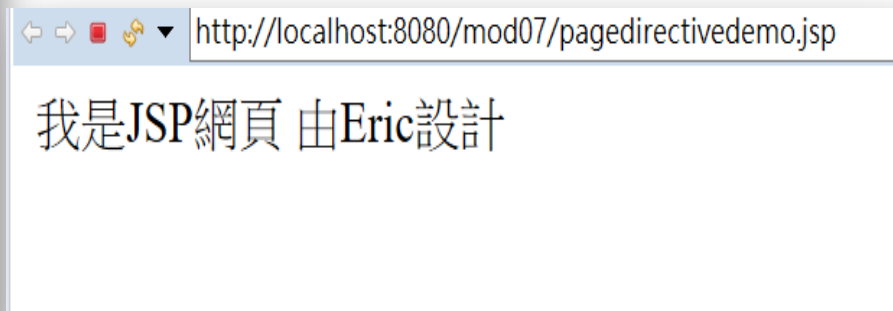 http://localhost:8080/mod07/pagedirectivedemo.jsp
我是JSP網頁 由Eric設計